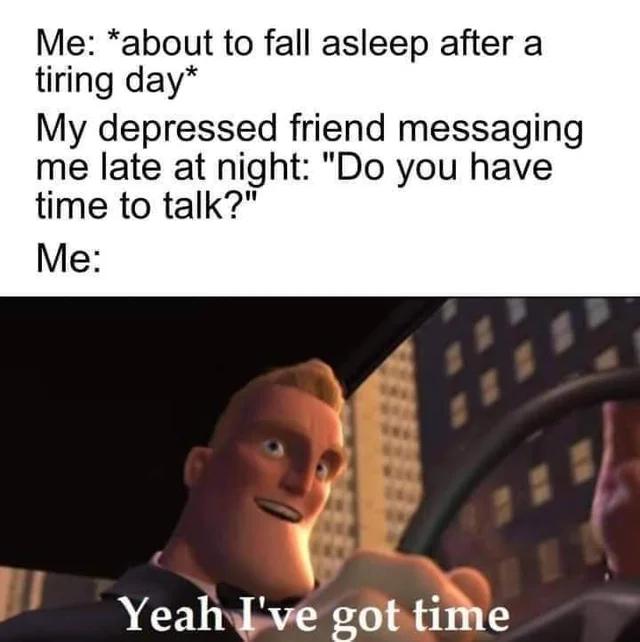 Me: *about to fall asleep after a
tiring day*
My depressed friend messaging
me late at night: "Do you have
time to talk?"
Me:
Yeah I've got time